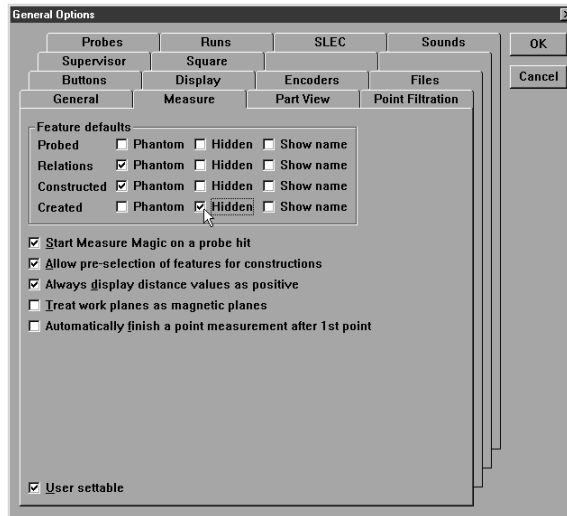 General Options
Probes Runs SLEC Sounds OK
Supervisor Square
Buttons Display Encoders Files Cancel
General Measure Part View Point Filtration
Feature defaults
Probed Phantom Hidden Show name
Relations Phantom Hidden Show name
Constructed Phantom Hidden Show name
Created Phantom Hidden Show name
Start Measure Magic on a probe hit
Allow pre-selection of features for constructions
Always display distance values as positive
Treat work planes as magnetic planes
Automatically finish a point measurement after 1st point
User settable